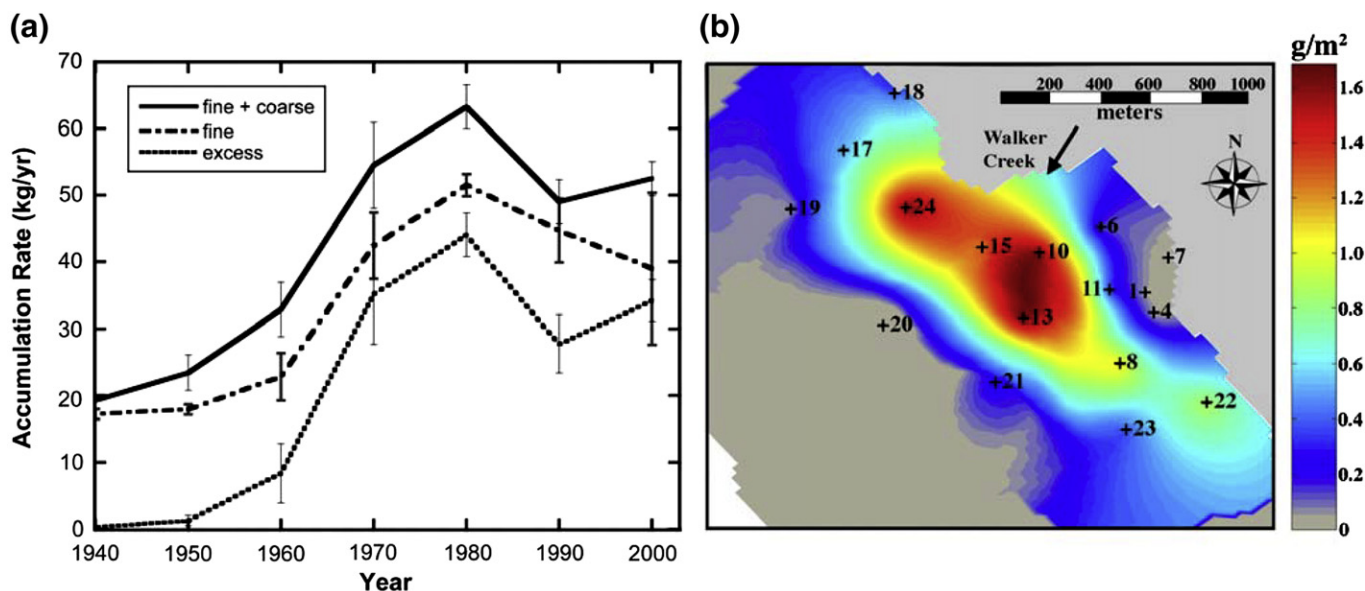 (a)
70
60
50
40
30
20
10
0
Accumulation Rate (kg/yr)
fine + coarse
fine
excess
1940 1950 1960 1970 1980 1990 2000
Year
(b)
g/m²
200 600 1000
400 800
meters
Walker
Creek
N
+18
+17
+24
+19
+6
+15
+10
+7
11+
1+
+4
+13
+20
+8
+21
+22
+23
1.6
1.4
1.2
1.0
0.8
0.6
0.4
0.2
0